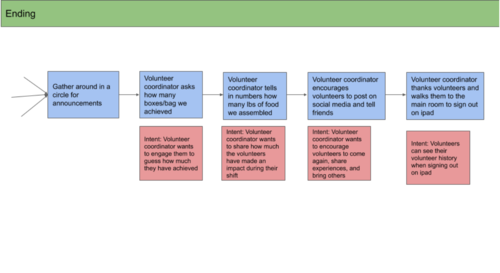 Ending
Gather around in a
circle for
announcements
Volunteer
coordinator asks
how many
boxes/bag we
achieved
Volunteer
coordinator tells
in numbers how
many lbs of food
we assembled
Volunteer coordinator
encourages
volunteers to post on
social media and tell
friends
Volunteer coordinator
thanks volunteers and
walks them to the
main room to sign out
on ipad
Intent: Volunteer
coordinator wants
to engage them to
guess how much
they have achieved
Intent: Volunteer
coordinator wants
to share how much
the volunteers
have made an
impact during their
shift
Intent: Volunteer
coordinator wants
to encourage
volunteers to come
again, share
experiences, and
bring others
Intent: Volunteers
can see their
volunteer history
when signing out
on ipad